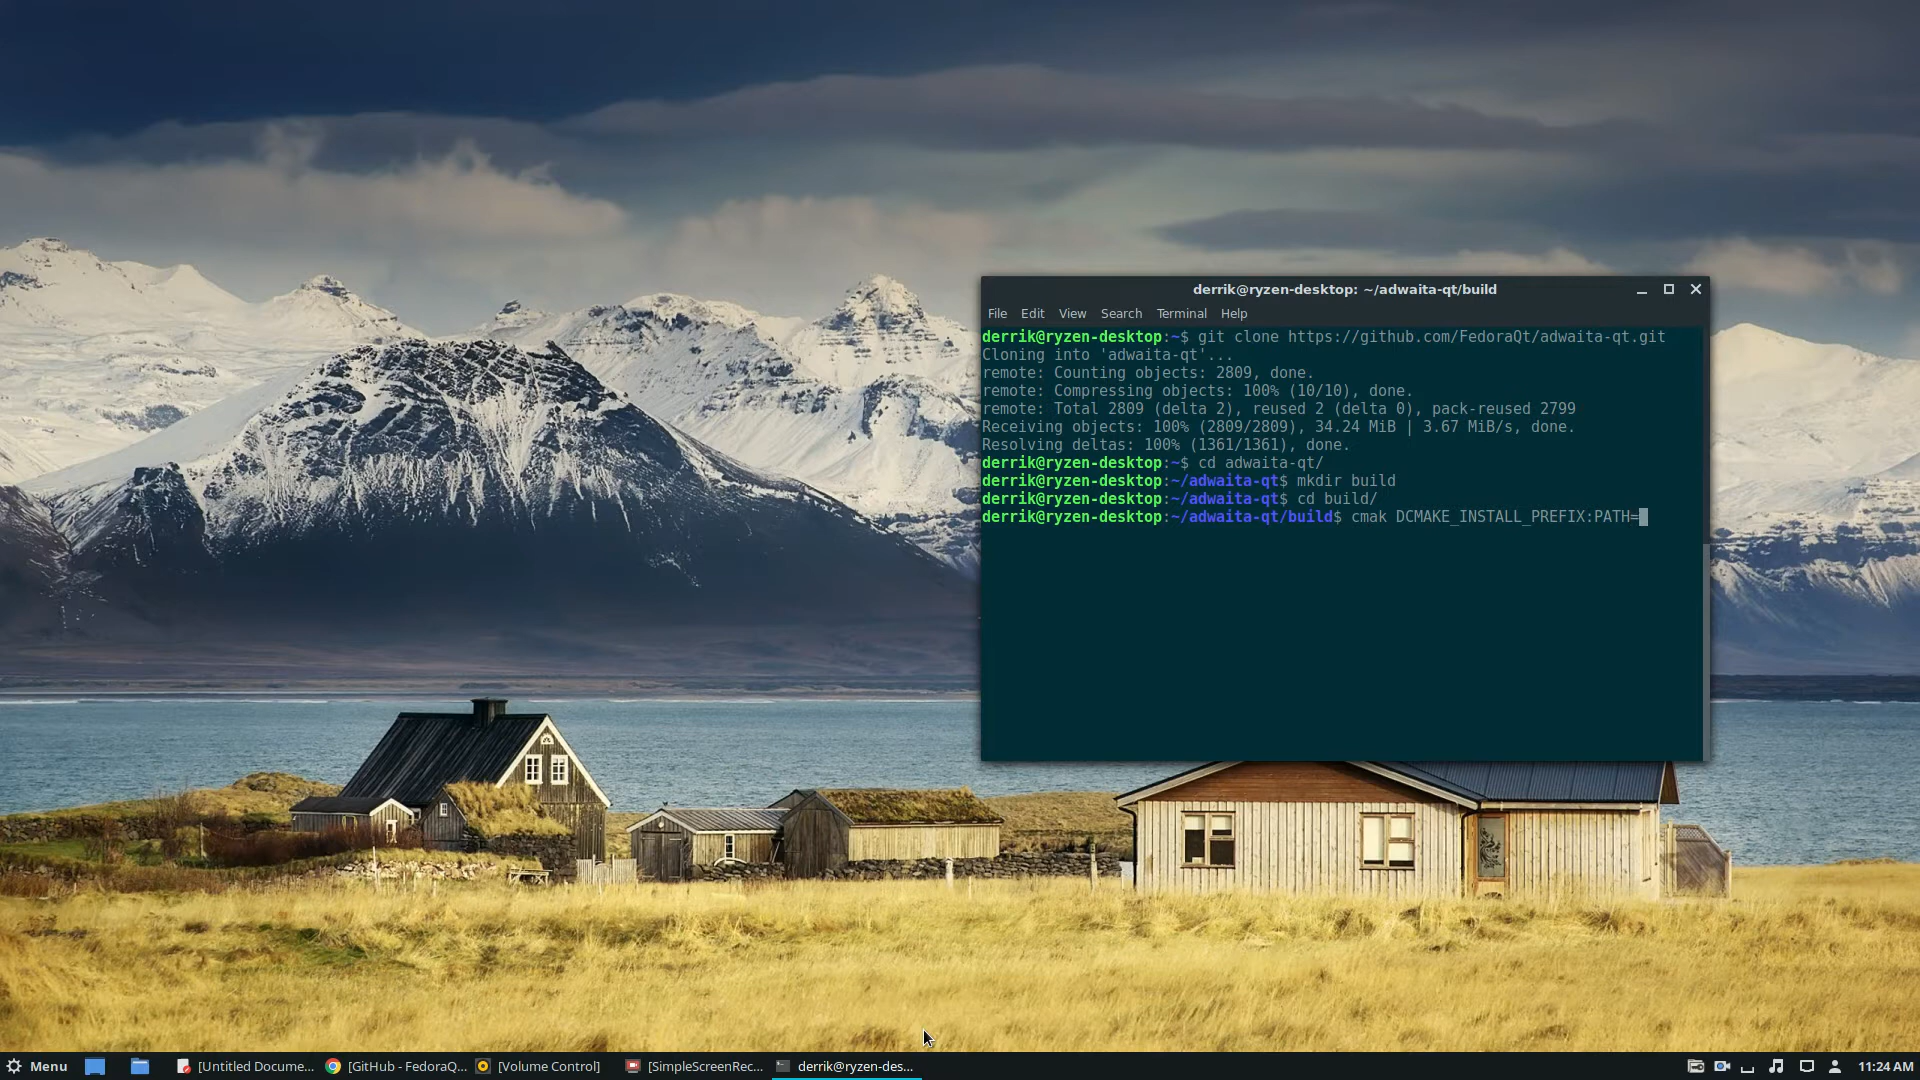 derrik@ryzen-desktop: ~/adwaita-qt/build
File Edit View Search Terminal Help
derrik@ryzen-desktop:~$ git clone https://github.com/FedoraQt/adwaita-qt.git
Cloning into 'adwaita-qt'...
remote: Counting objects: 2809, done.
remote: Compressing objects: 100% (10/10), done.
remote: Total 2809 (delta 2), reused 2 (delta 0), pack-reused 2799
Receiving objects: 100% (2809/2809), 34.24 MiB | 3.67 MiB/s, done.
Resolving deltas: 100% (1361/1361), done.
derrik@ryzen-desktop:~$ cd adwaita-qt/
derrik@ryzen-desktop:~/adwaita-qt$ mkdir build
derrik@ryzen-desktop:~/adwaita-qt$ cd build/
derrik@ryzen-desktop:~/adwaita-qt/build$ cmak DCMAKE_INSTALL_PREFIX:PATH=
Menu [Untitled Docume... [GitHub - FedoraQ... [Volume Control] [SimpleScreenRec... derrik@ryzen-des... 11:24 AM